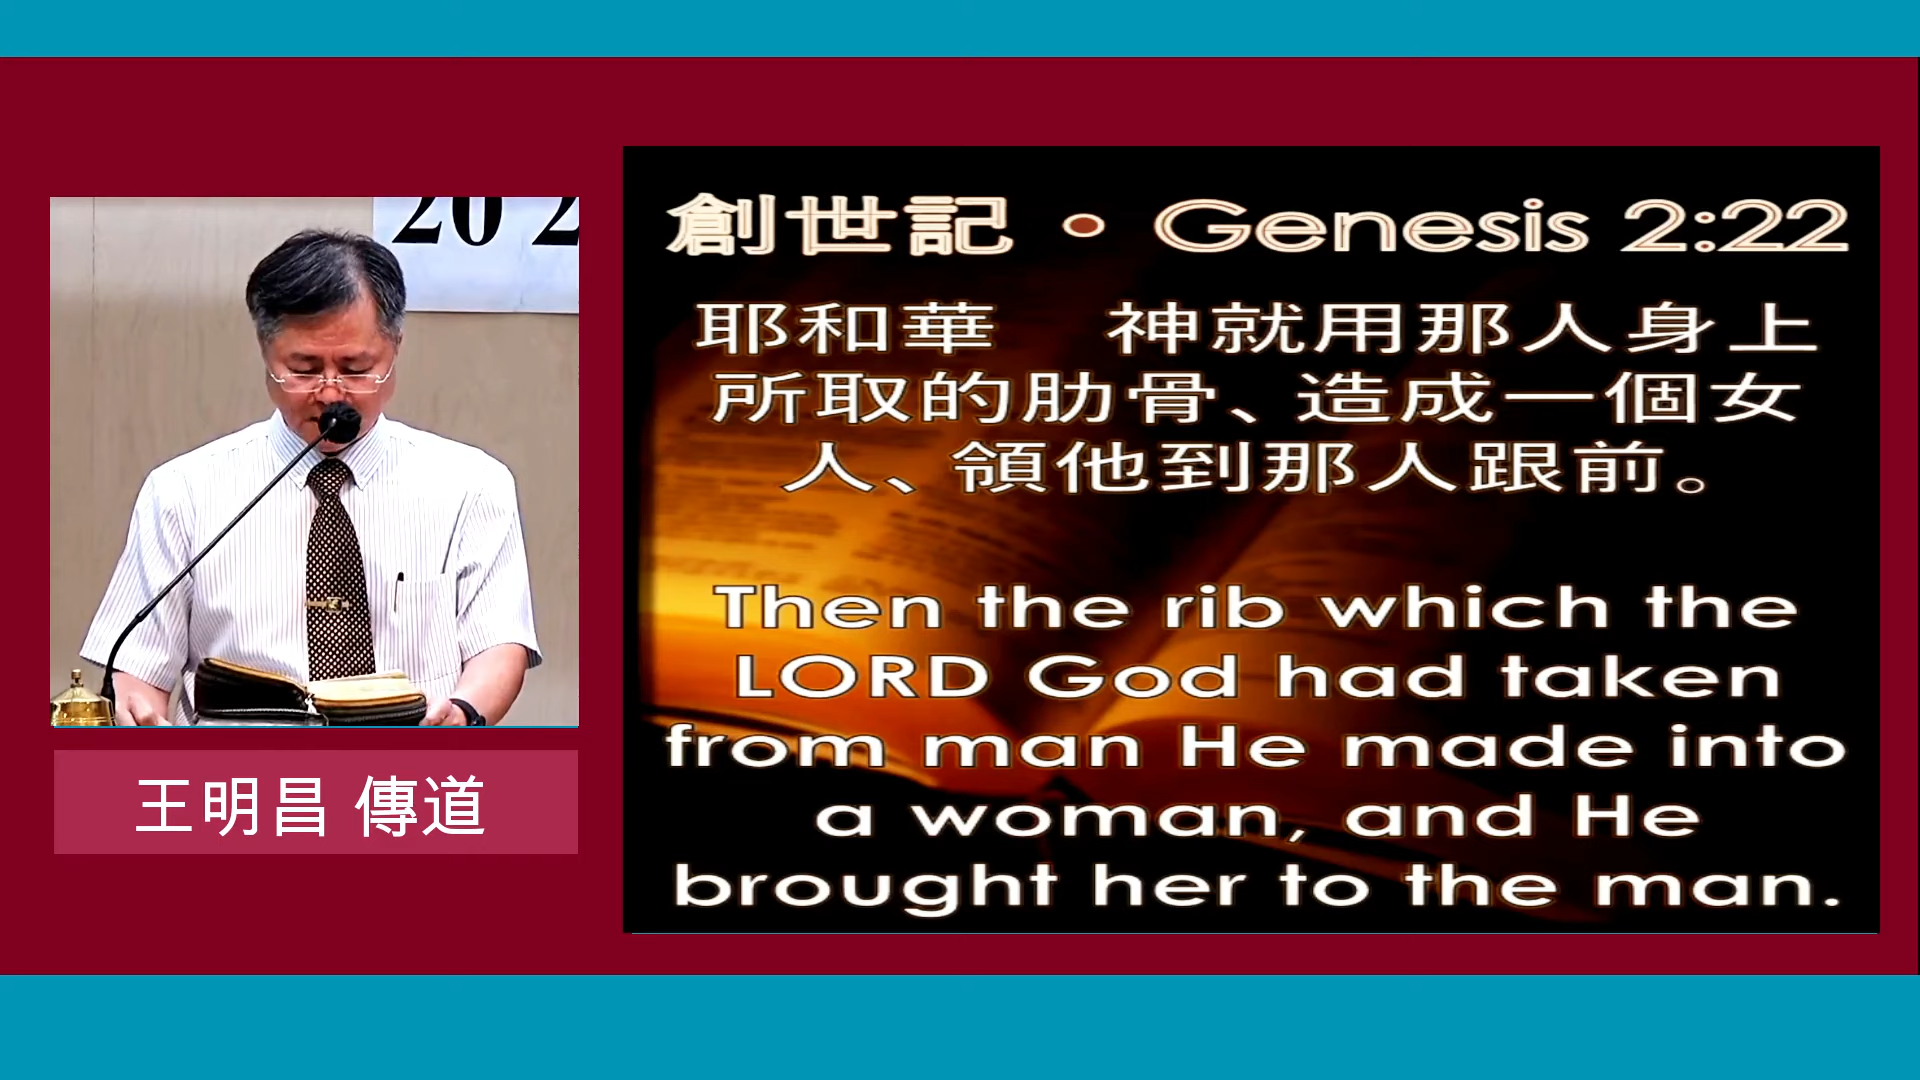 20 2
王明昌 傳道
創世記 • Genesis 2:22
耶和華　神就用那人身上
所取的肋骨、造成一個女
人、領他到那人跟前。
Then the rib which the
LORD God had taken
from man He made into
a woman, and He
brought her to the man.